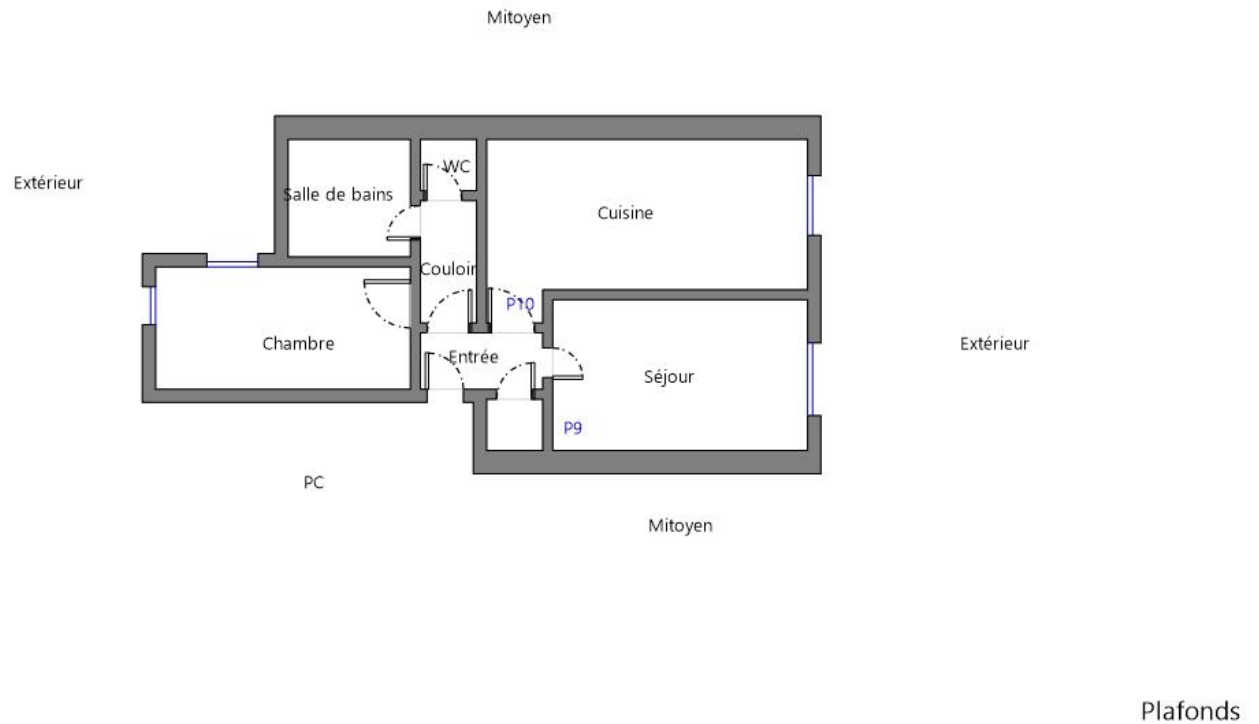 Mitoyen
Extérieur
WC
Salle de bains
Cuisine
Couloir
P10
Chambre
Entrée
Séjour
Extérieur
P9
PC
Mitoyen
Plafonds